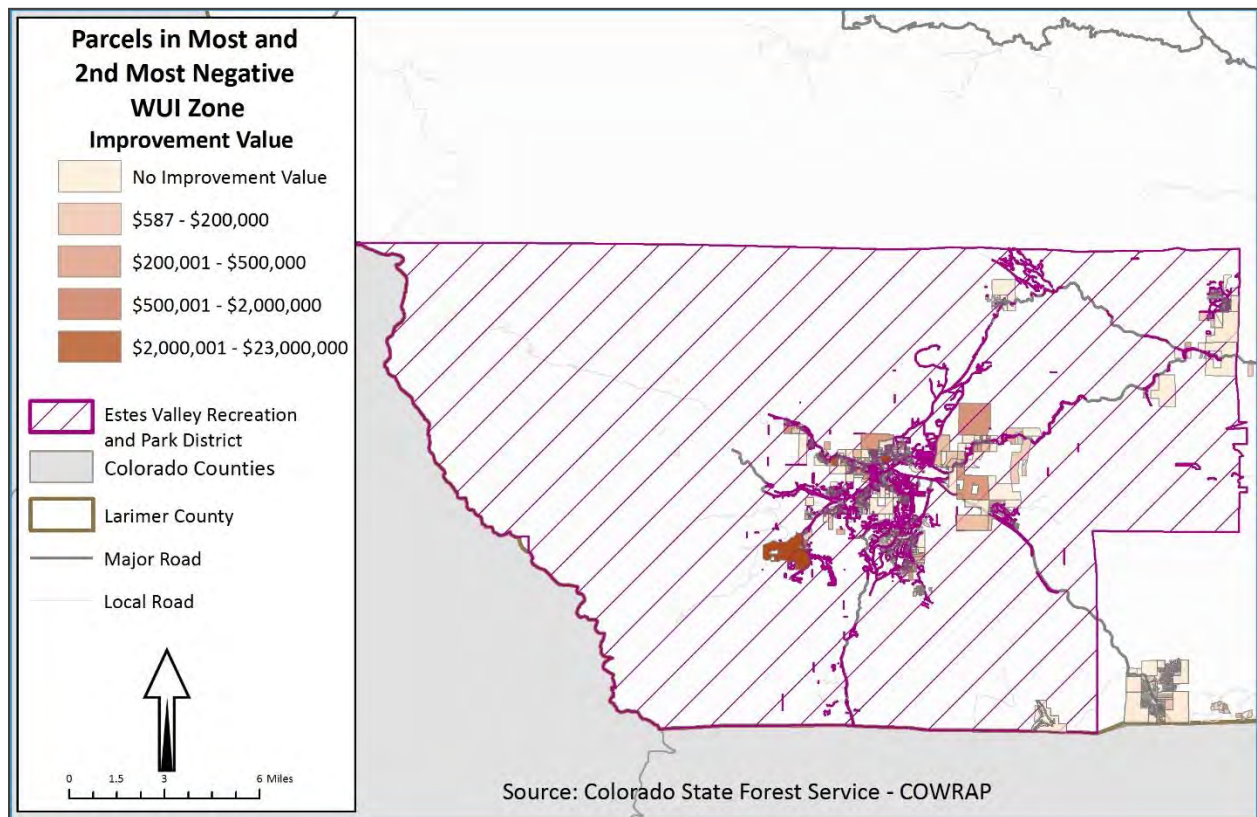 Parcels in Most and
2nd Most Negative
WUI Zone
Improvement Value
No Improvement Value
$587 - $200,000
$200,001 - $500,000
$500,001 - $2,000,000
$2,000,001 - $23,000,000
Estes Valley Recreation
and Park District
Colorado Counties
Larimer County
Major Road
Local Road
0 1.5 3 6 Miles
Source: Colorado State Forest Service - COWRAP